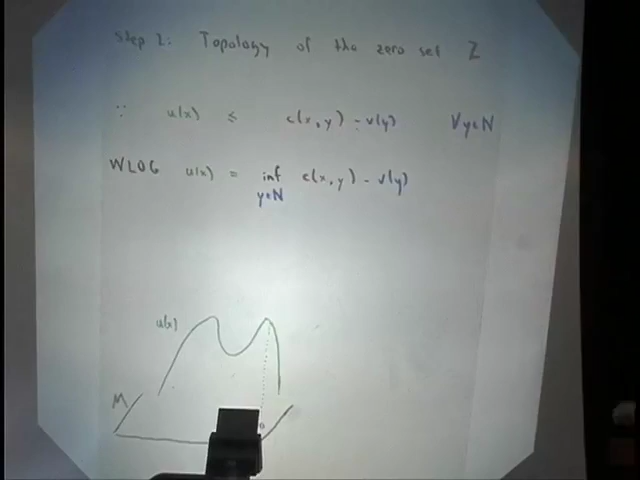 Step 2: Topology of the zero set Z
∵ u(x) ≤ c(x,y) - v(y) ∀y∈N
WLOG u(x) = inf c(x,y) - v(y)
y∈N
u(x)
M